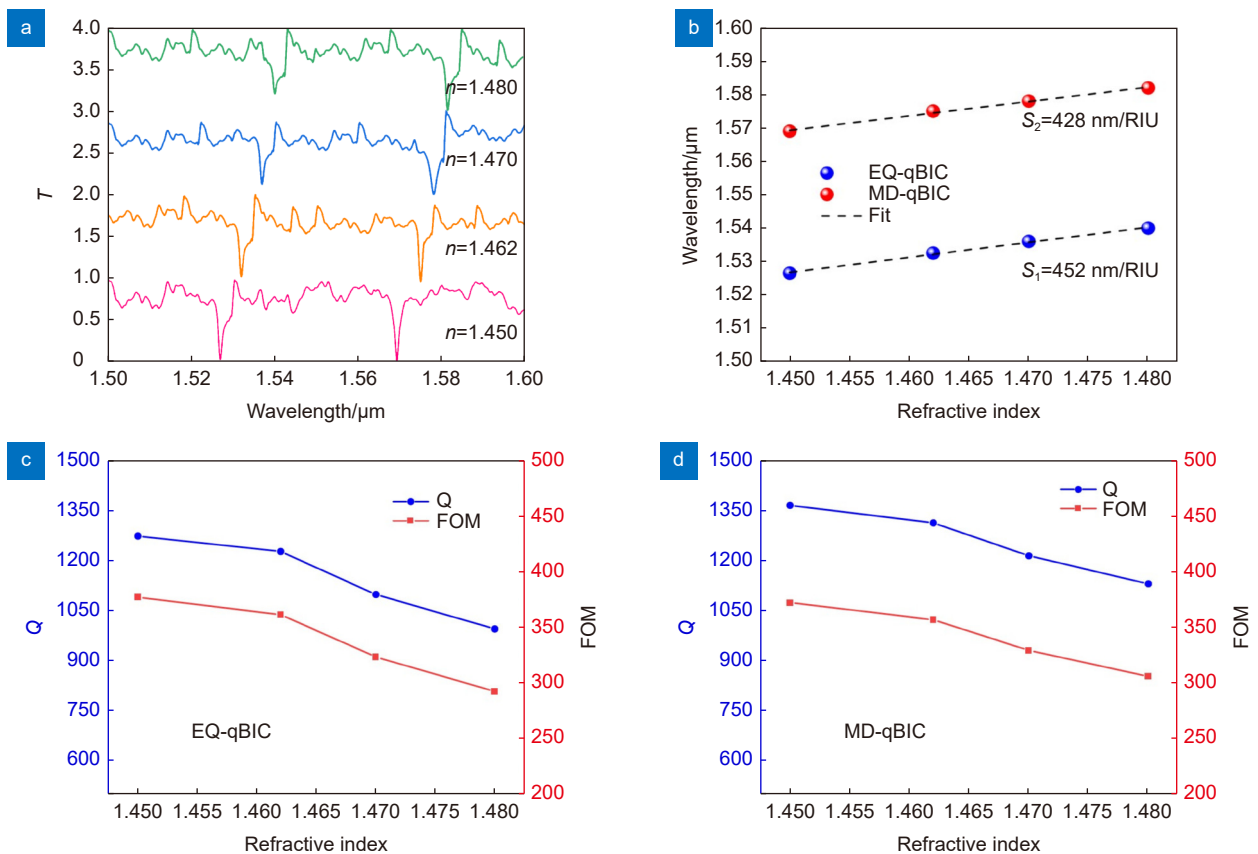 a
4.0
3.5
3.0
2.5
2.0
1.5
1.0
0.5
0
T
n=1.480
n=1.470
n=1.462
n=1.450
1.50 1.52 1.54 1.56 1.58 1.60
Wavelength/μm
b
1.60
1.59
1.58
1.57
1.56
1.55
1.54
1.53
1.52
1.51
1.50
Wavelength/μm
S₂=428 nm/RIU
EQ-qBIC
MD-qBIC
Fit
S₁=452 nm/RIU
1.450 1.455 1.460 1.465 1.470 1.475 1.480
Refractive index
c
1500
1350
1200
1050
900
750
600
Q
Q
FOM
EQ-qBIC
500
450
400
350
300
250
200
FOM
1.450 1.455 1.460 1.465 1.470 1.475 1.480
Refractive index
d
1500
1350
1200
1050
900
750
600
Q
Q
FOM
MD-qBIC
500
450
400
350
300
250
200
FOM
1.450 1.455 1.460 1.465 1.470 1.475 1.480
Refractive index